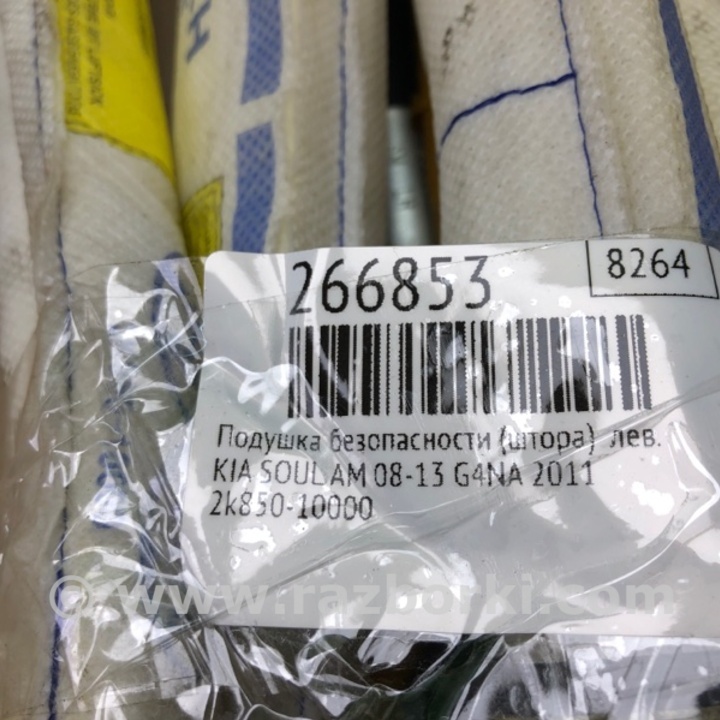 266853
8264
Подушка безопасности (штора) лев.
KIA SOUL AM 08-13 G4NA 2011
2k850-10000
© www.razborki.com